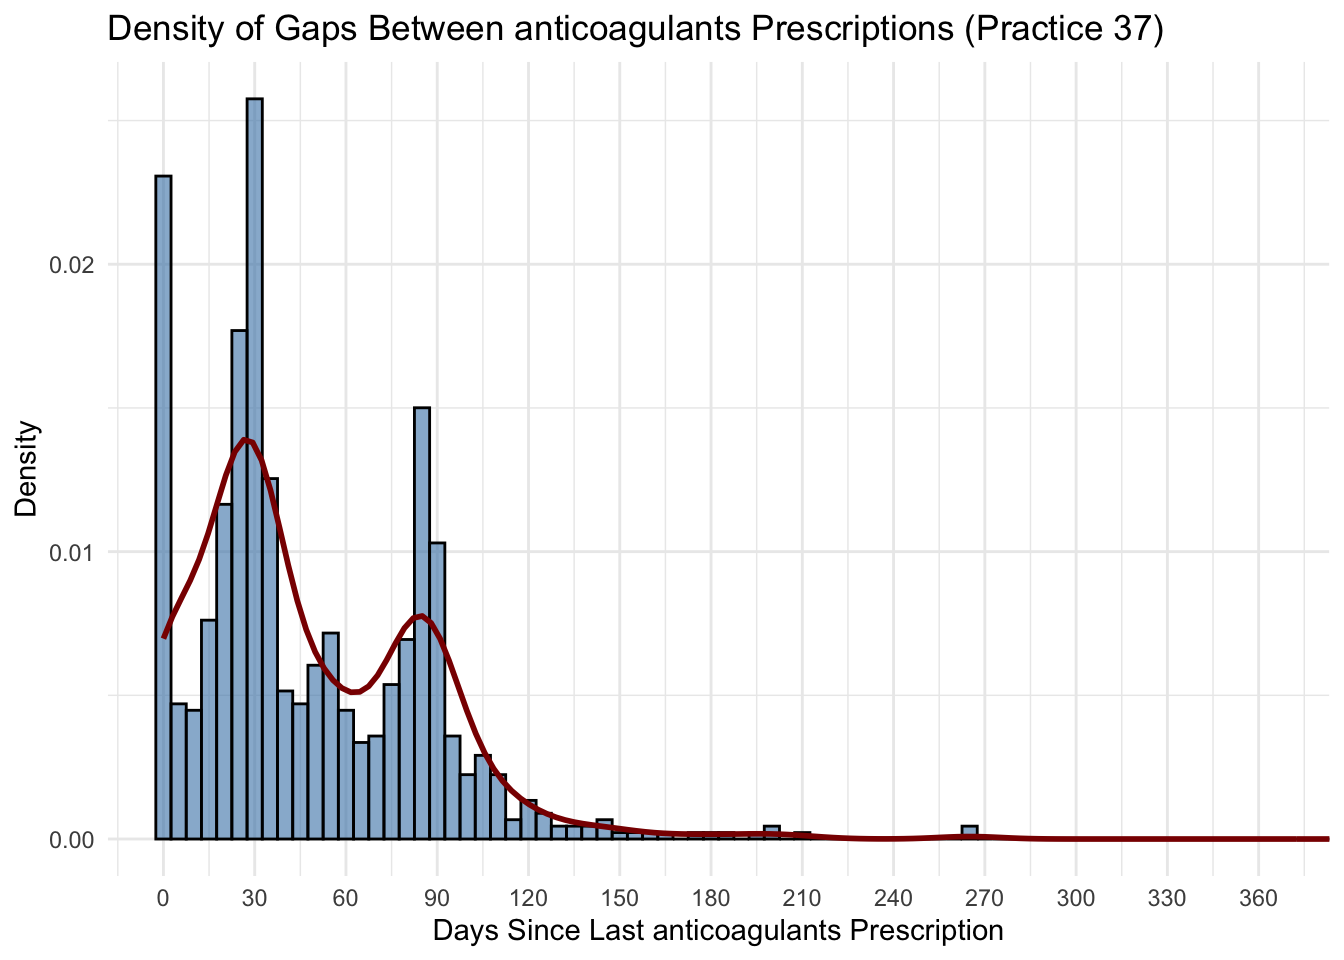 Density of Gaps Between anticoagulants Prescriptions (Practice 37)
Density
0.02
0.01
0.00
0 30 60 90 120 150 180 210 240 270 300 330 360
Days Since Last anticoagulants Prescription